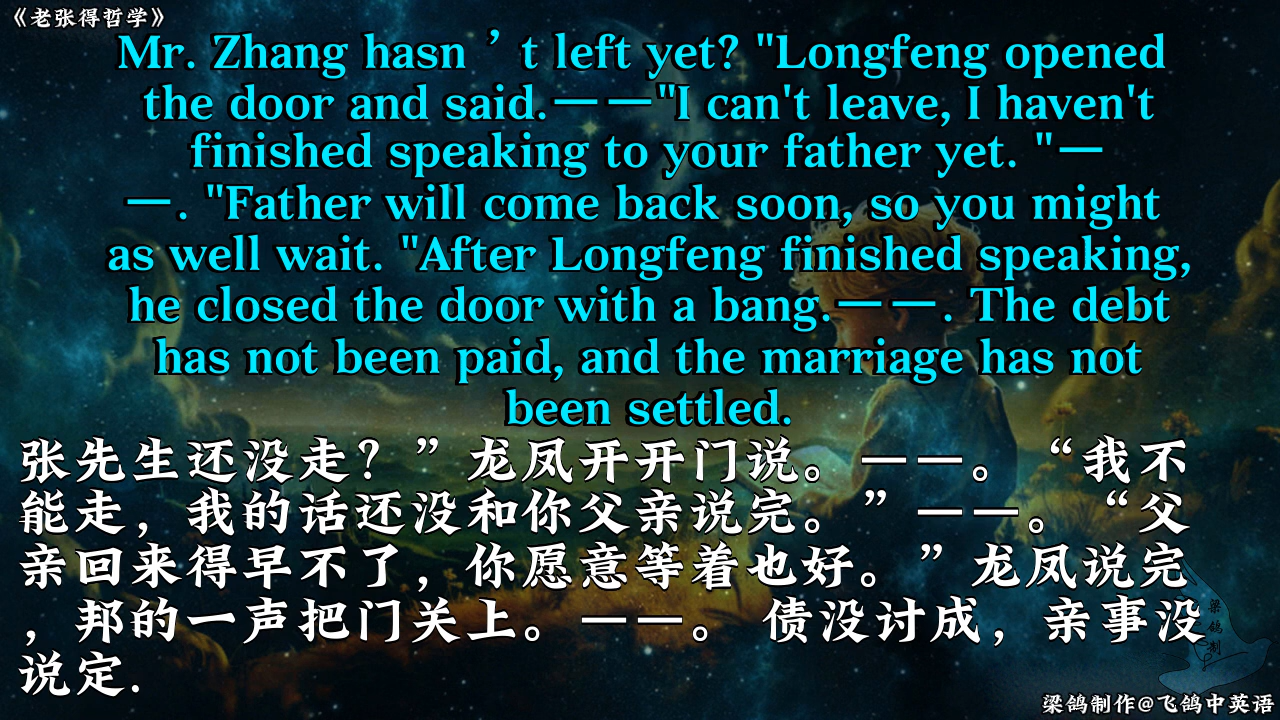 《老张得哲学》
Mr. Zhang hasn ’ t left yet? "Longfeng opened
the door and said.——"I can't leave, I haven't
finished speaking to your father yet. "—
—. "Father will come back soon, so you might
as well wait. "After Longfeng finished speaking,
he closed the door with a bang.——. The debt
has not been paid, and the marriage has not
been settled.
张先生还没走？”龙凤开开门说。——。“我不
能走，我的话还没和你父亲说完。”——。“父
亲回来得早不了，你愿意等着也好。”龙凤说完
，邦的一声把门关上。——。 债没讨成，亲事没
说定.
梁鸽制
梁鸽制作@飞鸽中英语